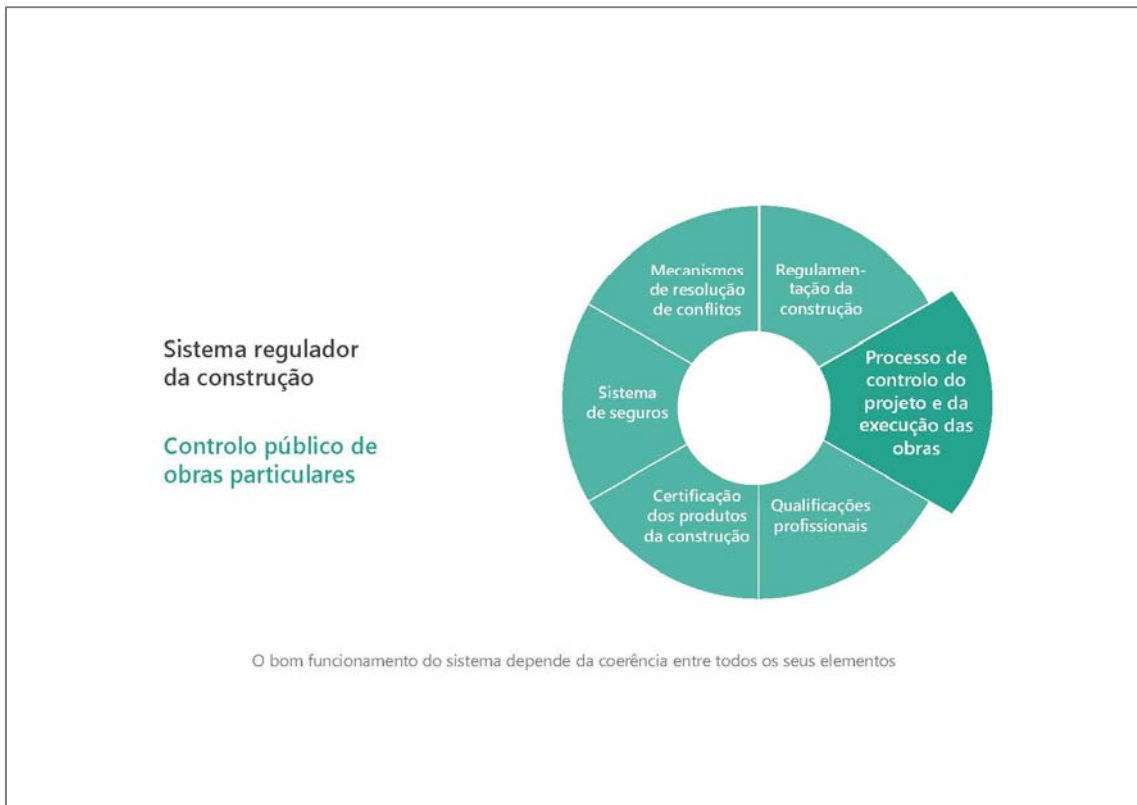 Sistema regulador
da construção
Controlo público de
obras particulares
Mecanismos
de resolução
de conflitos
Regulamen-
tação da
construção
Processo de
controlo do
projeto e da
execução das
obras
Qualificações
profissionais
Certificação
dos produtos
da construção
Sistema
de seguros
O bom funcionamento do sistema depende da coerência entre todos os seus elementos